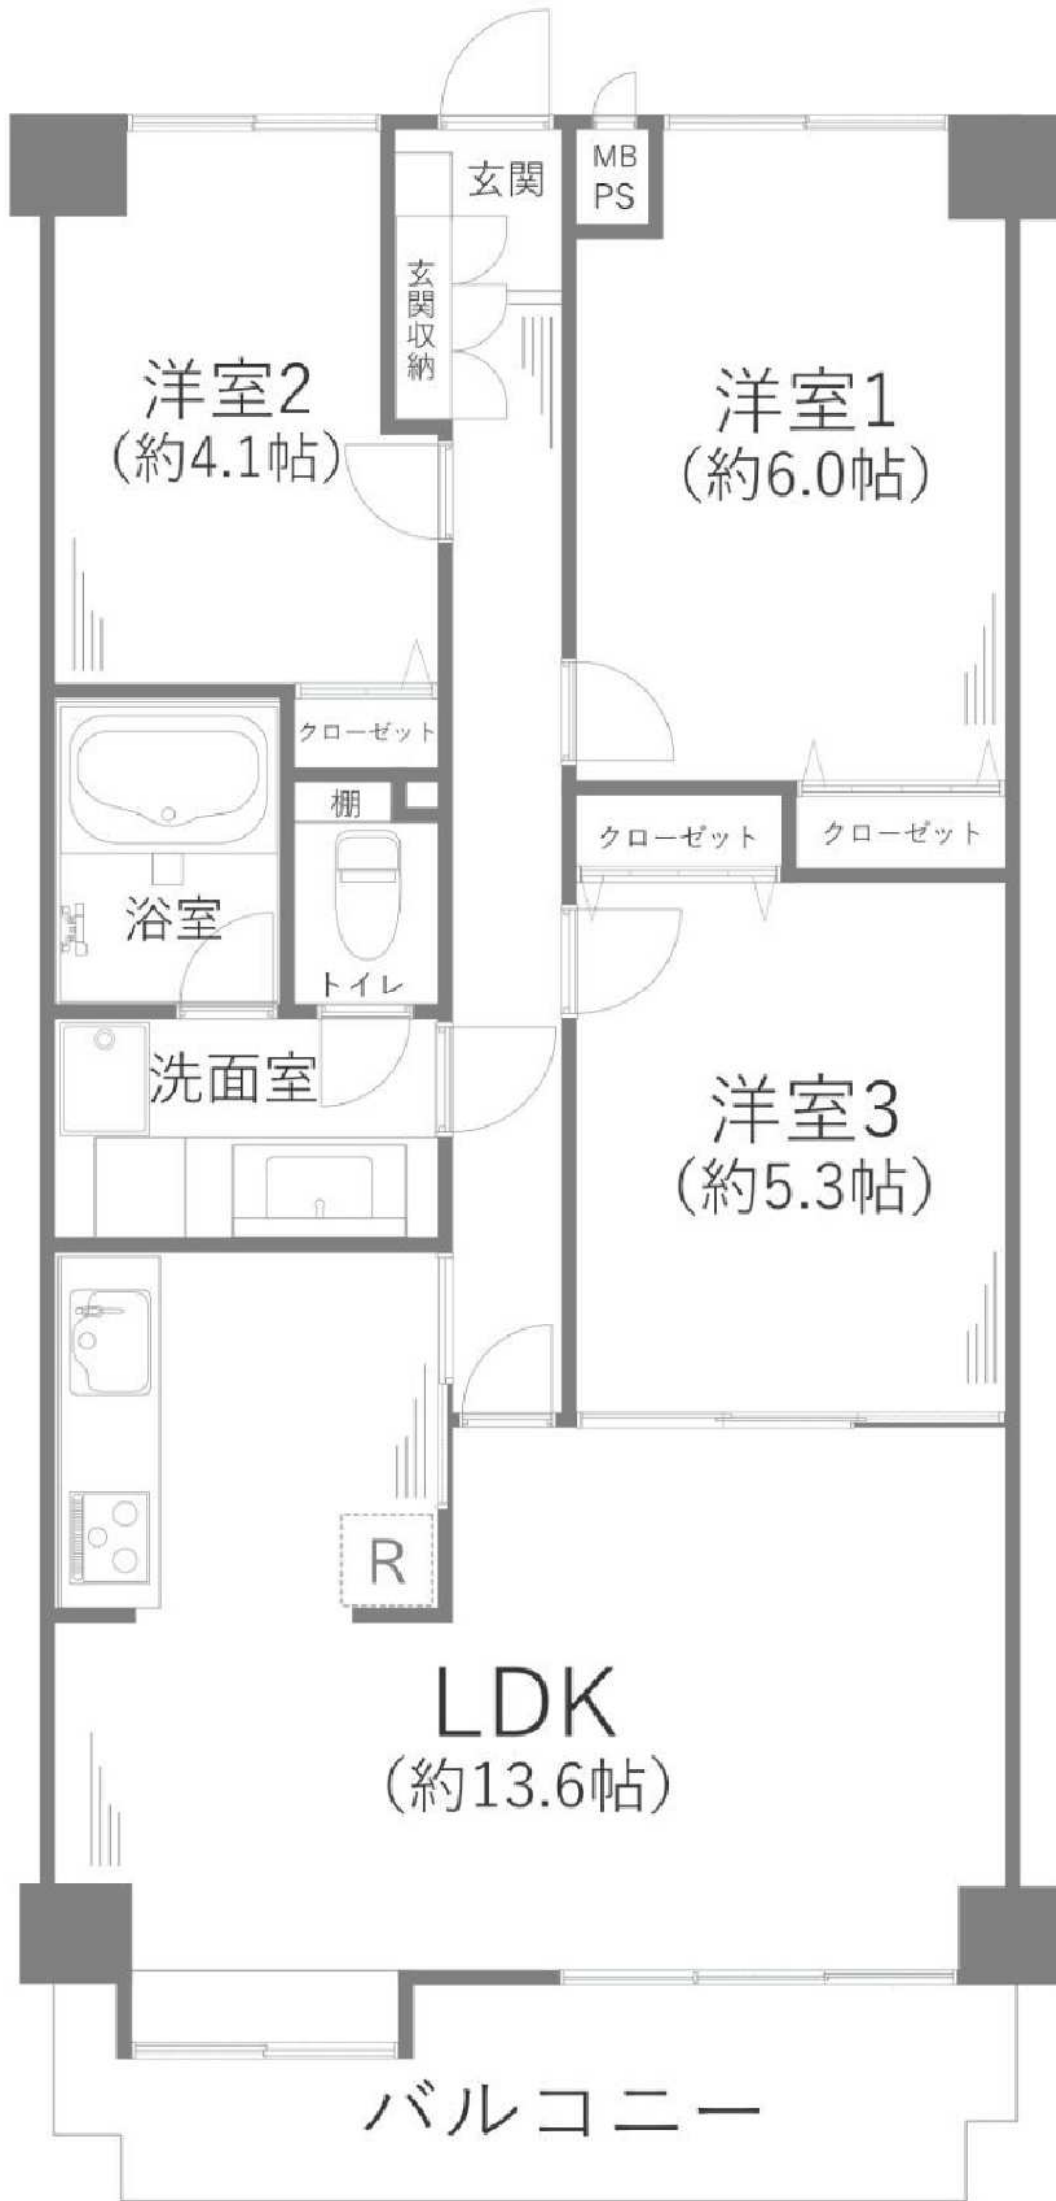 玄関
MB
PS
玄関収納
洋室2
(約4.1帖)
洋室1
(約6.0帖)
クローゼット
棚
クローゼット
クローゼット
浴室
トイレ
洗面室
洋室3
(約5.3帖)
R
LDK
(約13.6帖)
バルコニー